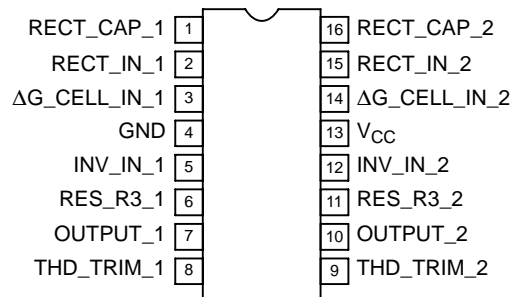 RECT_CAP_1 1 16 RECT_CAP_2
RECT_IN_1 2 15 RECT_IN_2
ΔG_CELL_IN_1 3 14 ΔG_CELL_IN_2
GND 4 13 VCC
INV_IN_1 5 12 INV_IN_2
RES_R3_1 6 11 RES_R3_2
OUTPUT_1 7 10 OUTPUT_2
THD_TRIM_1 8 9 THD_TRIM_2